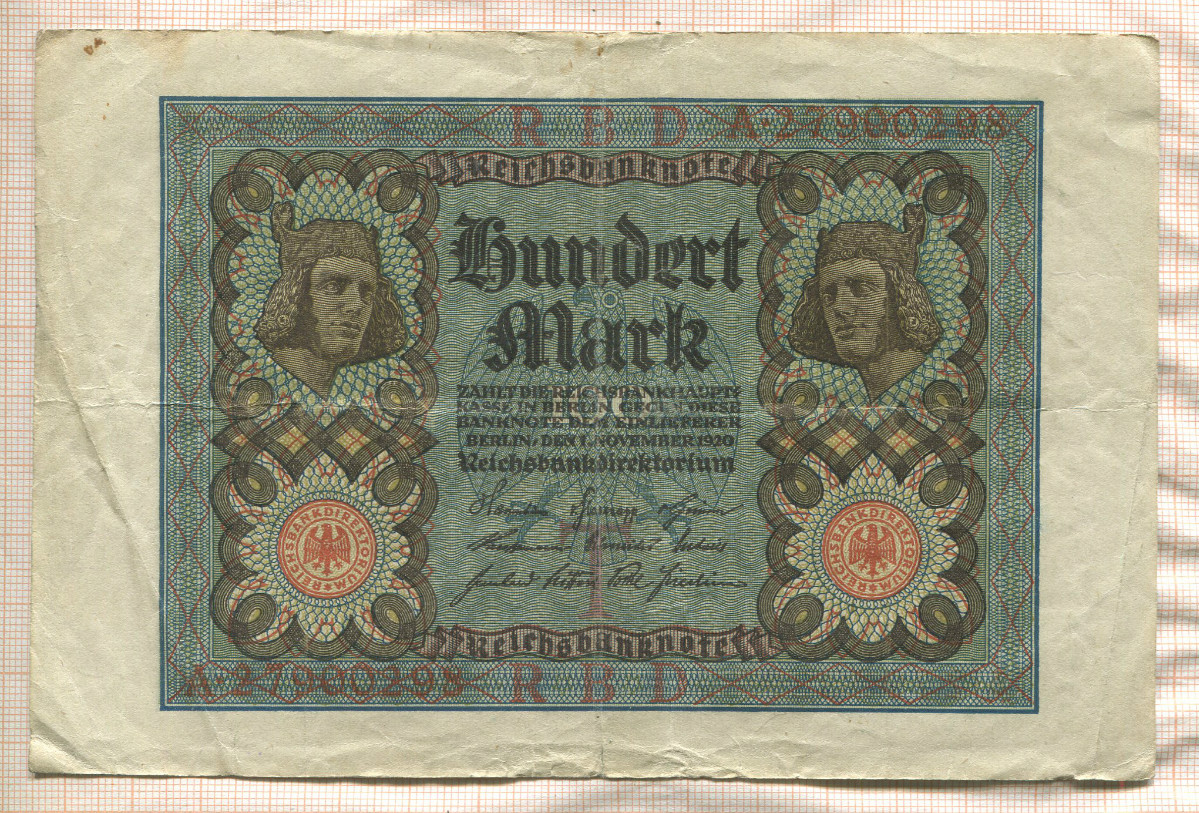 R B D A·27900298
Reichsbanknote
Hundert
Mark
ZAHLT DIE REICHSBANKHAUPT⸗
KASSE IN BERLIN GEGEN DIESE
BANKNOTE DEM EINLIEFERER
BERLIN, DEN 1. NOVEMBER 1920
Reichsbankdirektorium
REICHSBANKDIREKTORIUM
REICHSBANKDIREKTORIUM
Reichsbanknote
A·27900298 R B D